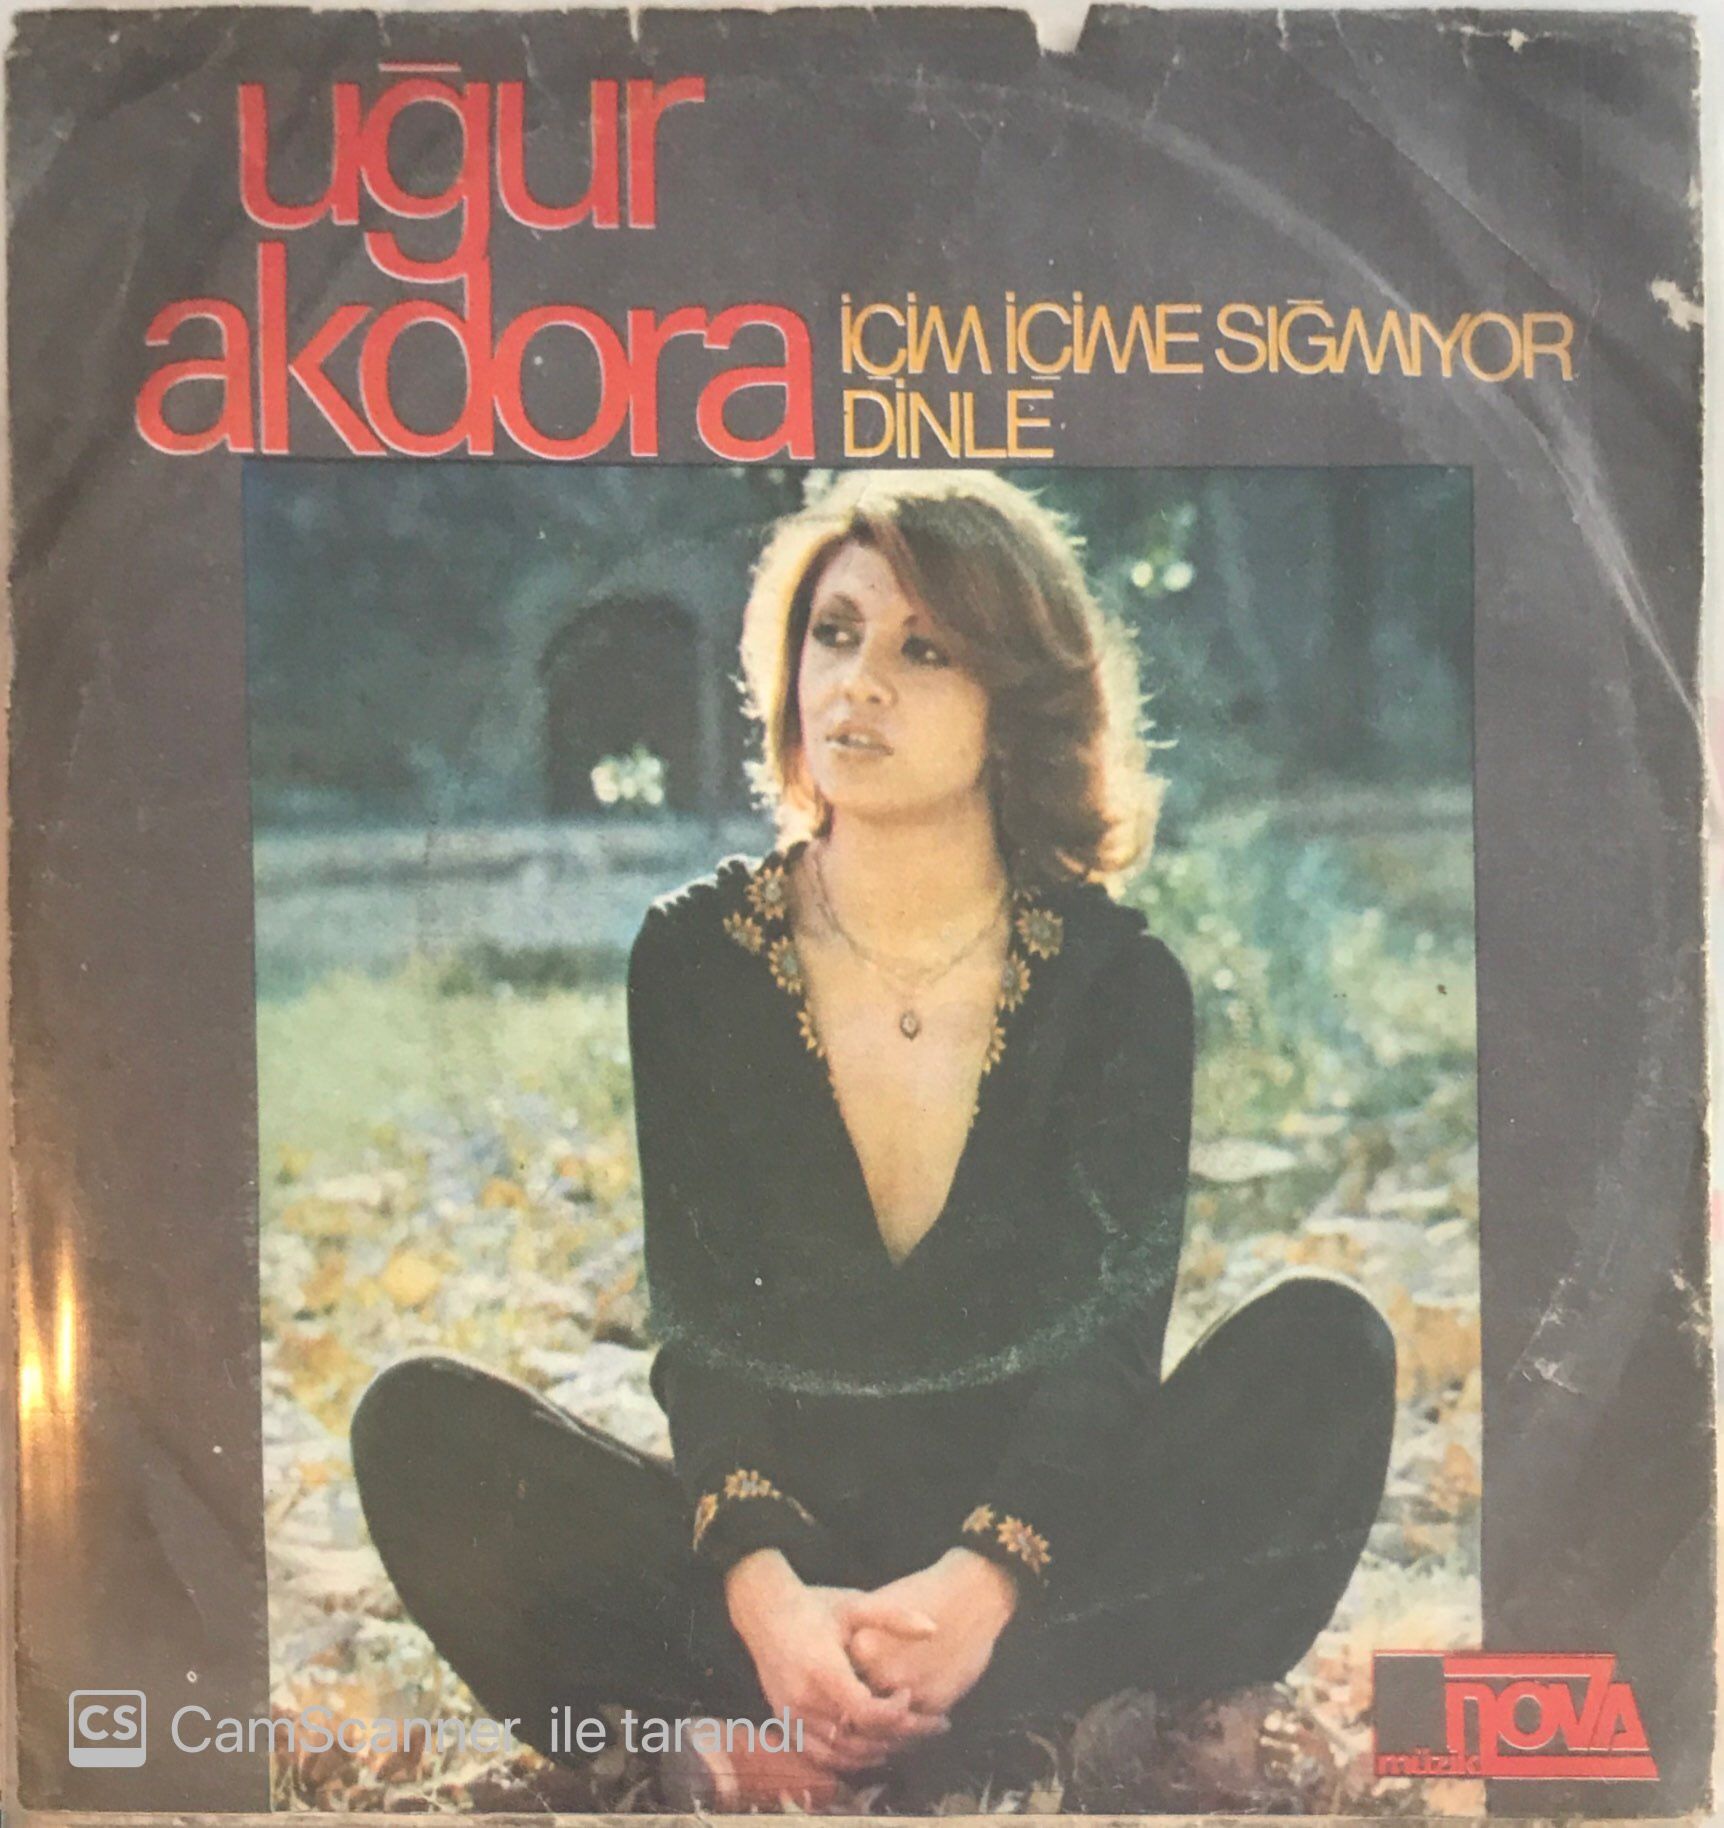 uğur
akdora
İÇİM İÇİME SIĞMIYOR
DİNLE
NOVA
müzik
CS CamScanner ile tarandı